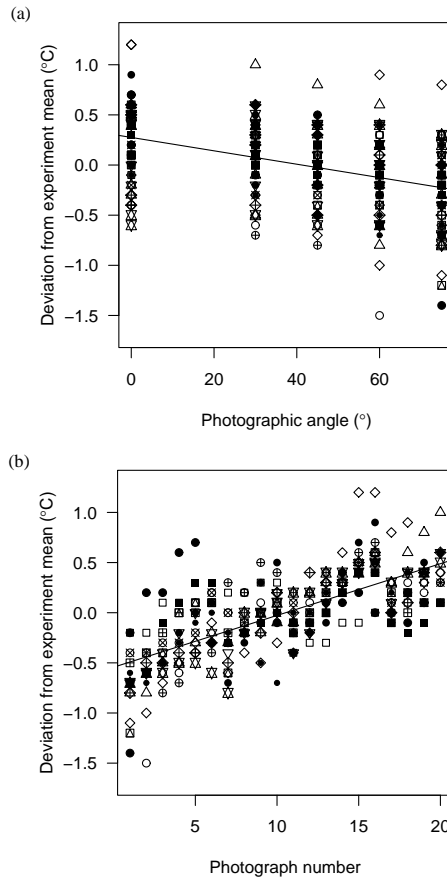 (a)
Deviation from experiment mean (°C)
1.0
0.5
0.0
−0.5
−1.0
−1.5
0 20 40 60
Photographic angle (°)
(b)
Deviation from experiment mean (°C)
1.0
0.5
0.0
−0.5
−1.0
−1.5
5 10 15 20
Photograph number